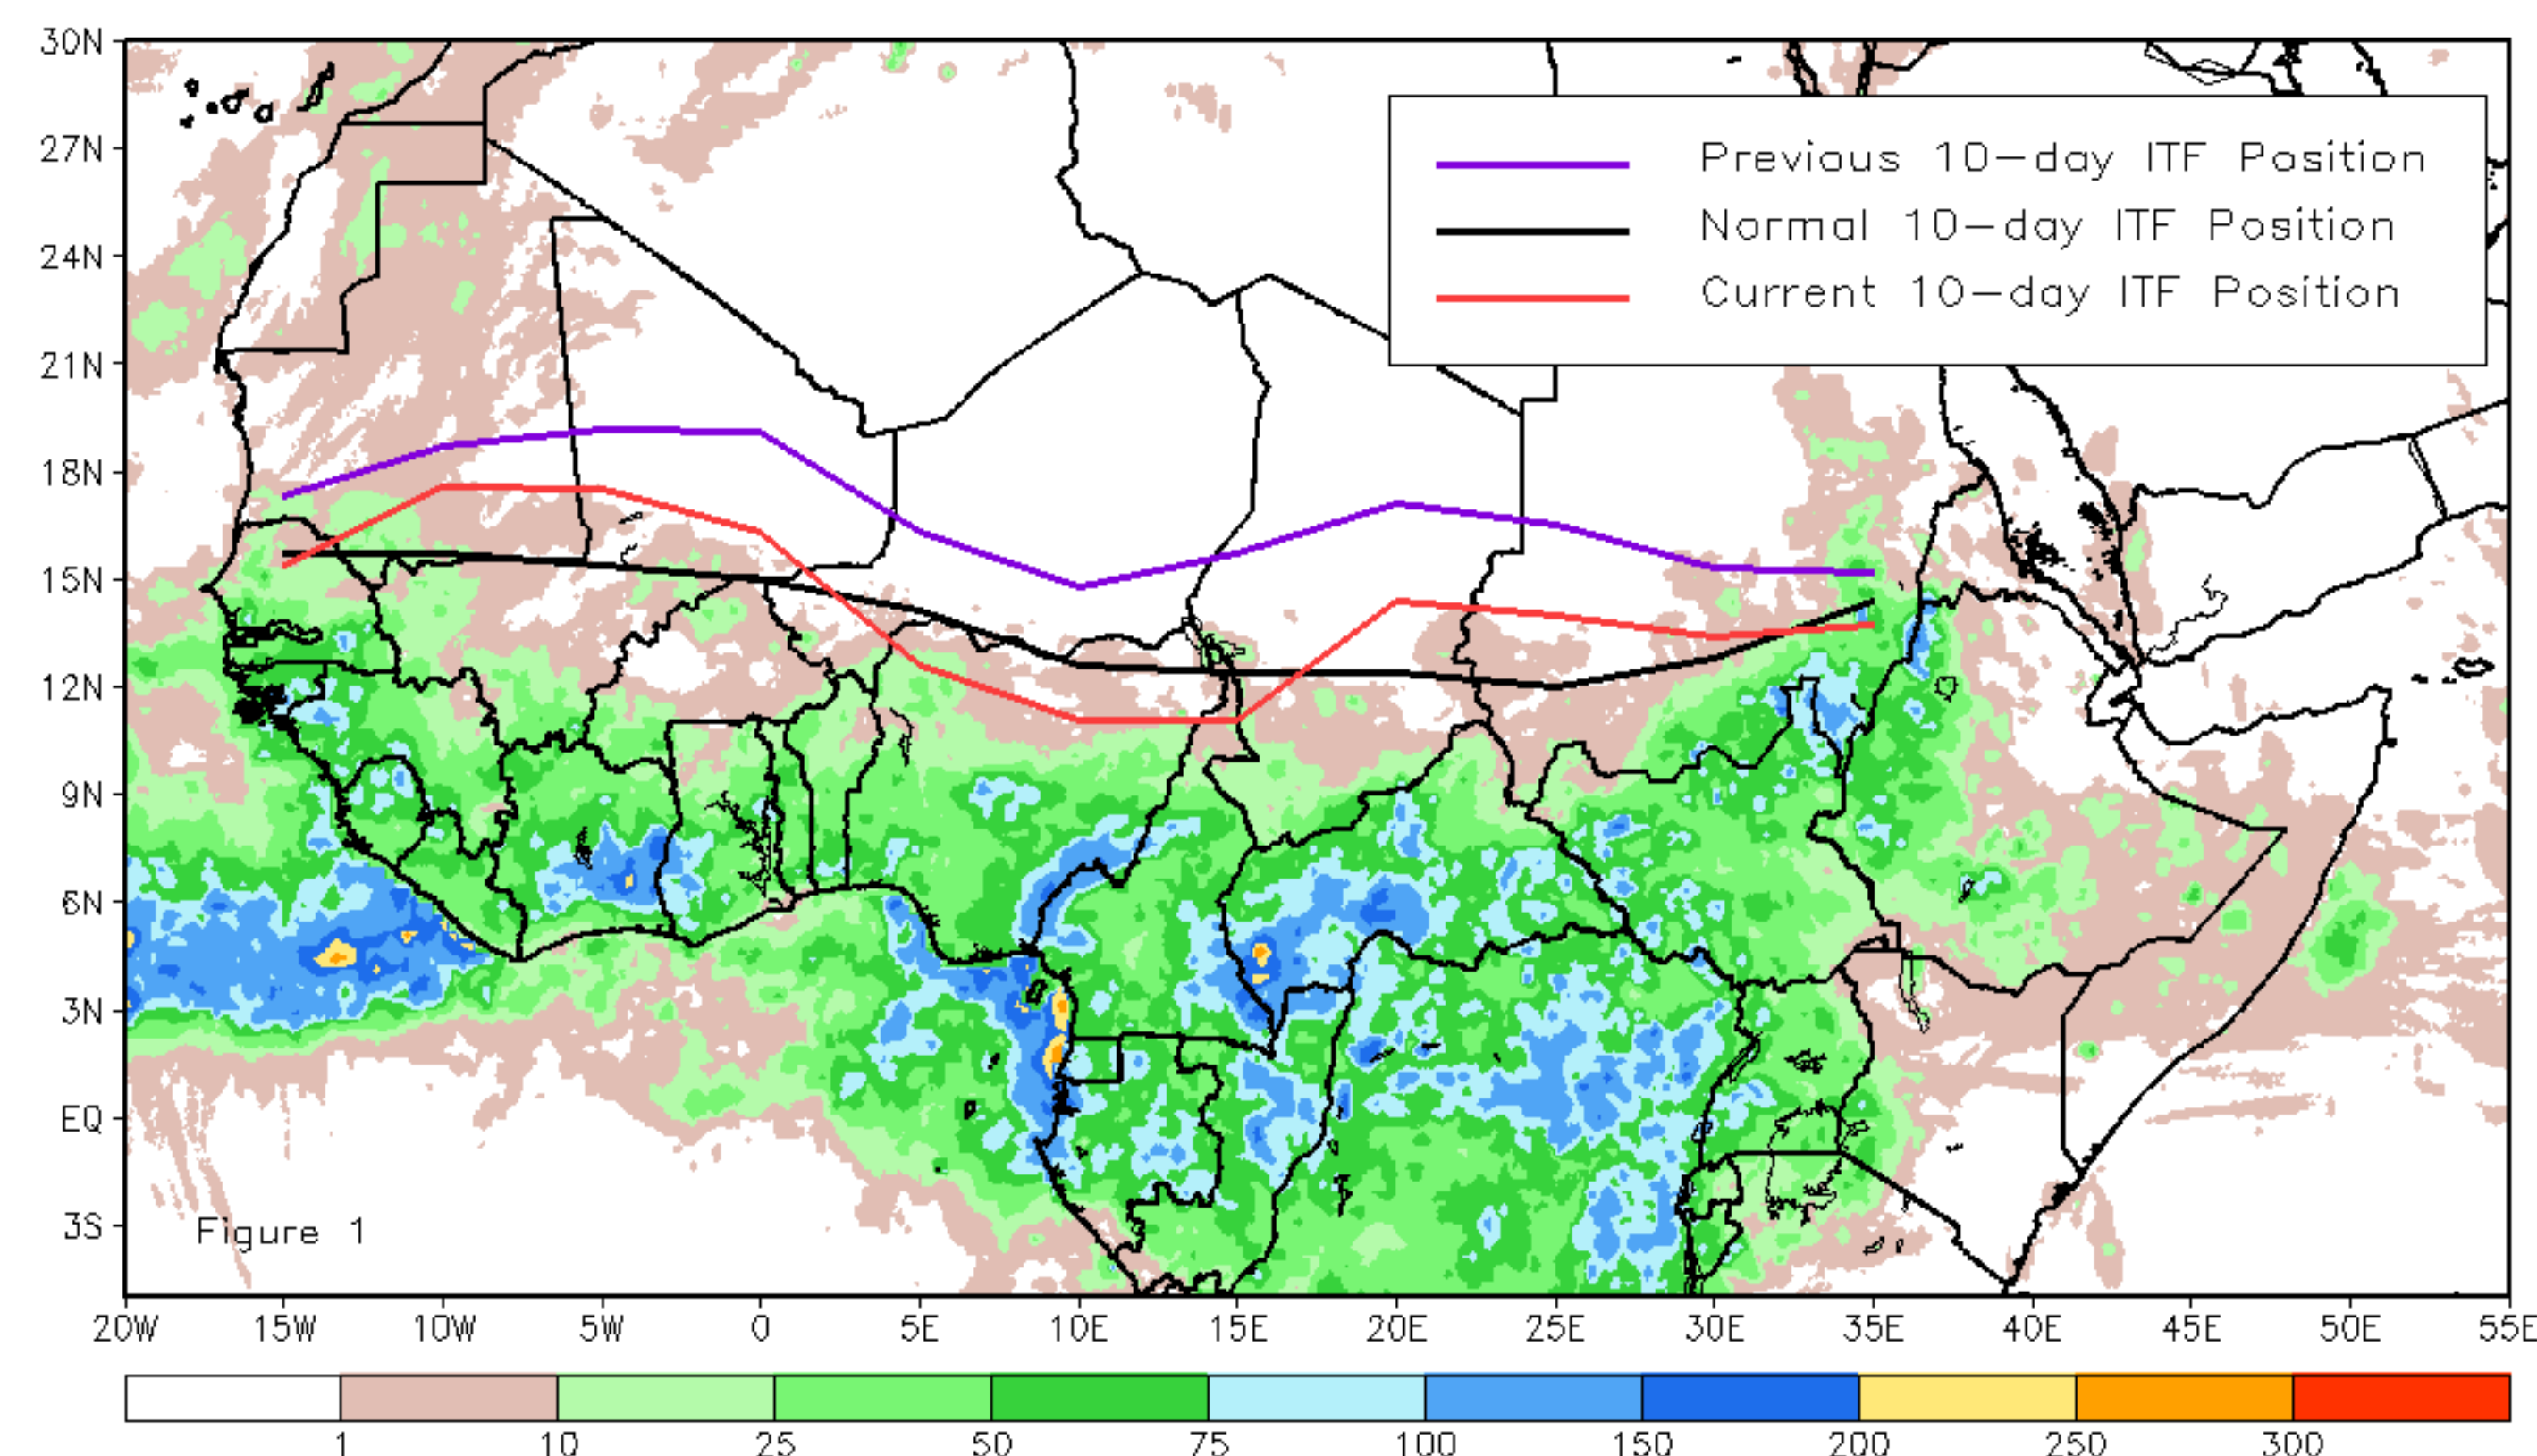 30N
27N
24N
21N
18N
15N
12N
9N
6N
3N
EQ
3S
Previous 10-day ITF Position
Normal 10-day ITF Position
Current 10-day ITF Position
Figure 1
20W 15W 10W 5W 0 5E 10E 15E 20E 25E 30E 35E 40E 45E 50E 55E
1 10 25 50 75 100 150 200 250 300